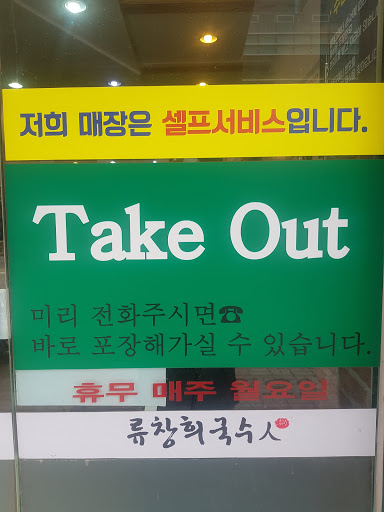 저희 매장은 셀프서비스입니다.
Take Out
미리 전화주시면☎
바로 포장해가실 수 있습니다.
휴무 매주 월요일
류창희국수人